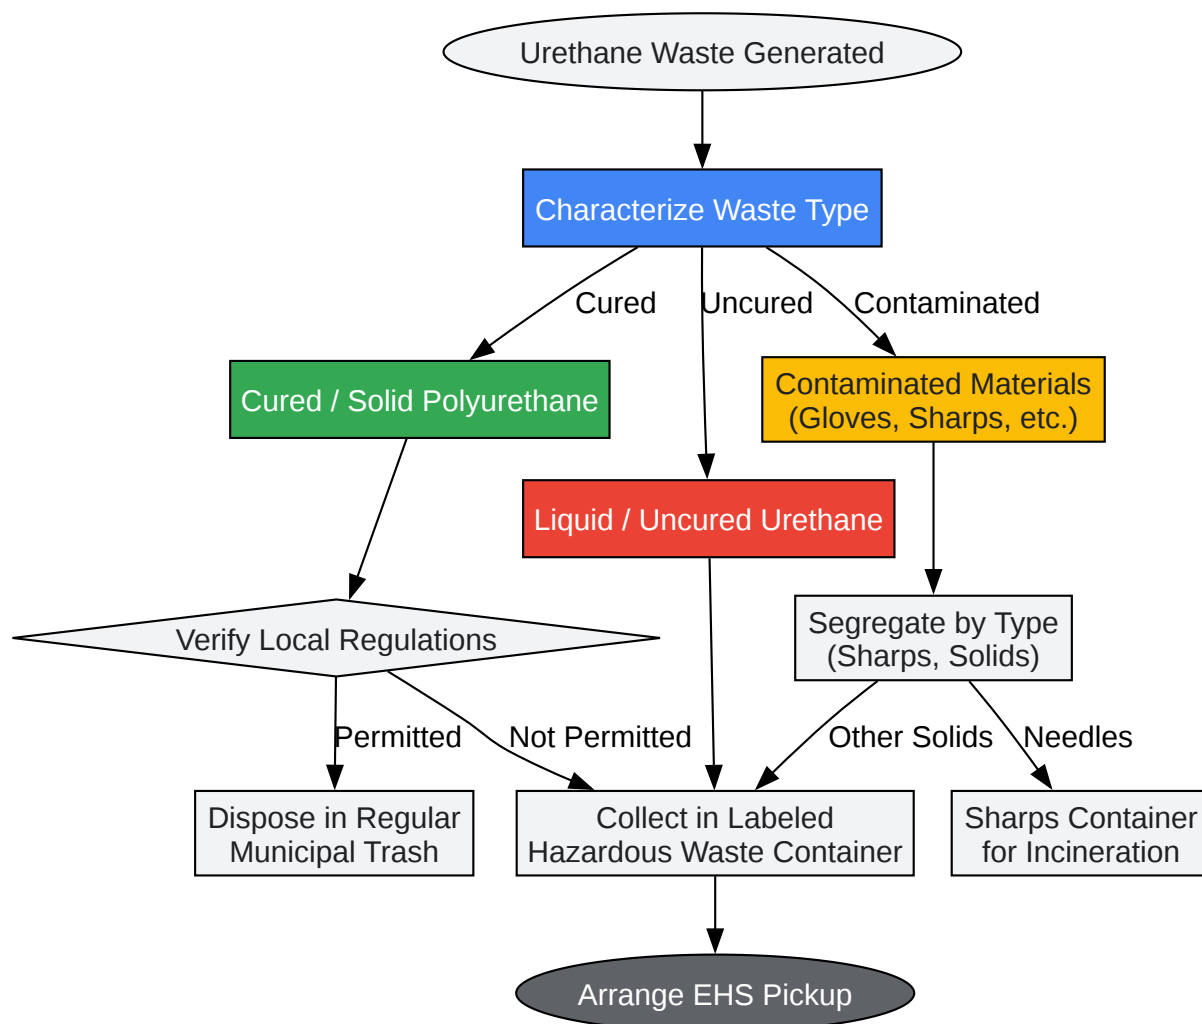 Urethane Waste Generated
Characterize Waste Type
Cured
Uncured
Contaminated
Cured / Solid Polyurethane
Contaminated Materials
(Gloves, Sharps, etc.)
Liquid / Uncured Urethane
Verify Local Regulations
Segregate by Type
(Sharps, Solids)
Permitted
Not Permitted
Other Solids
Needles
Dispose in Regular
Municipal Trash
Collect in Labeled
Hazardous Waste Container
Sharps Container
for Incineration
Arrange EHS Pickup